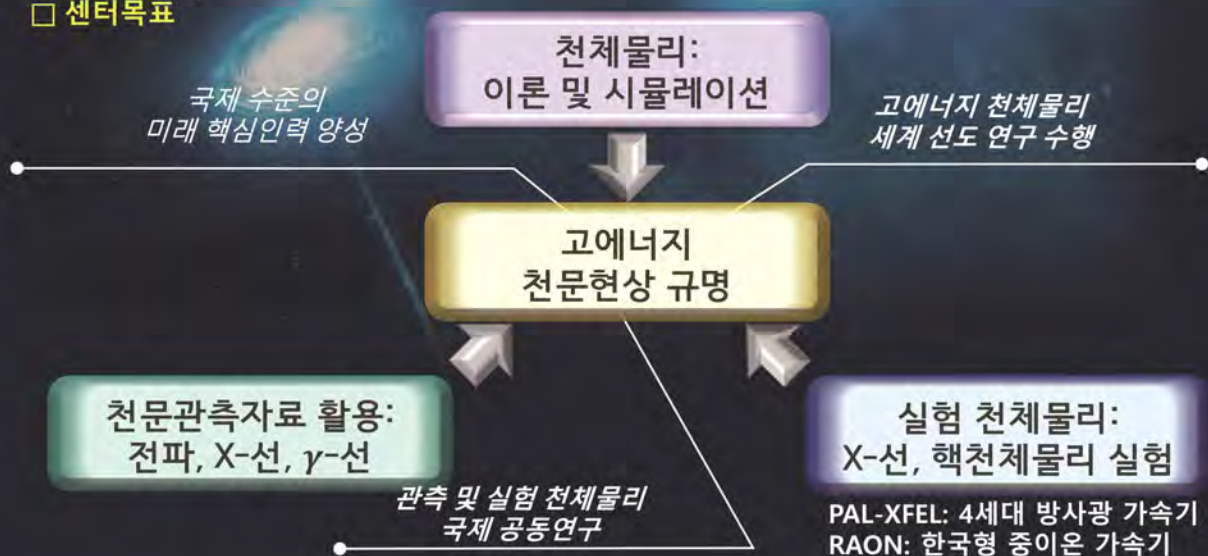 □ 센터목표
천체물리:
이론 및 시뮬레이션
국제 수준의
미래 핵심인력 양성
고에너지 천체물리
세계 선도 연구 수행
고에너지
천문현상 규명
천문관측자료 활용:
전파, X-선, γ-선
실험 천체물리:
X-선, 핵천체물리 실험
관측 및 실험 천체물리
국제 공동연구
PAL-XFEL: 4세대 방사광 가속기
RAON: 한국형 중이온 가속기